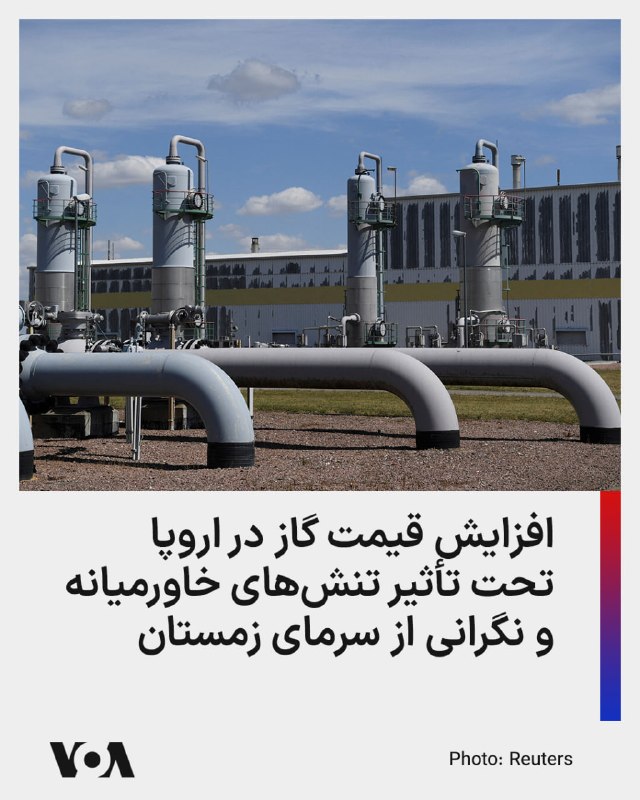 افزایش قیمت گاز در اروپا
تحت تأثیر تنش‌های خاورمیانه
و نگرانی از سرمای زمستان
VOA
Photo: Reuters